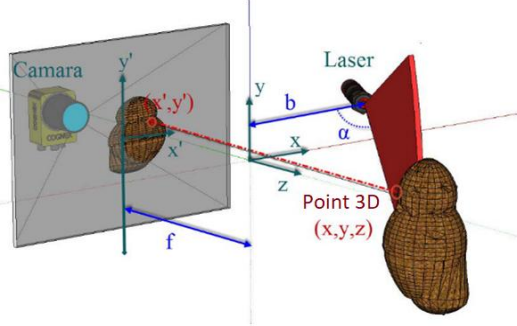 Camara
y'
(x',y')
x'
f
y
b
Laser
α
x
z
Point 3D
(x,y,z)
COGNEX